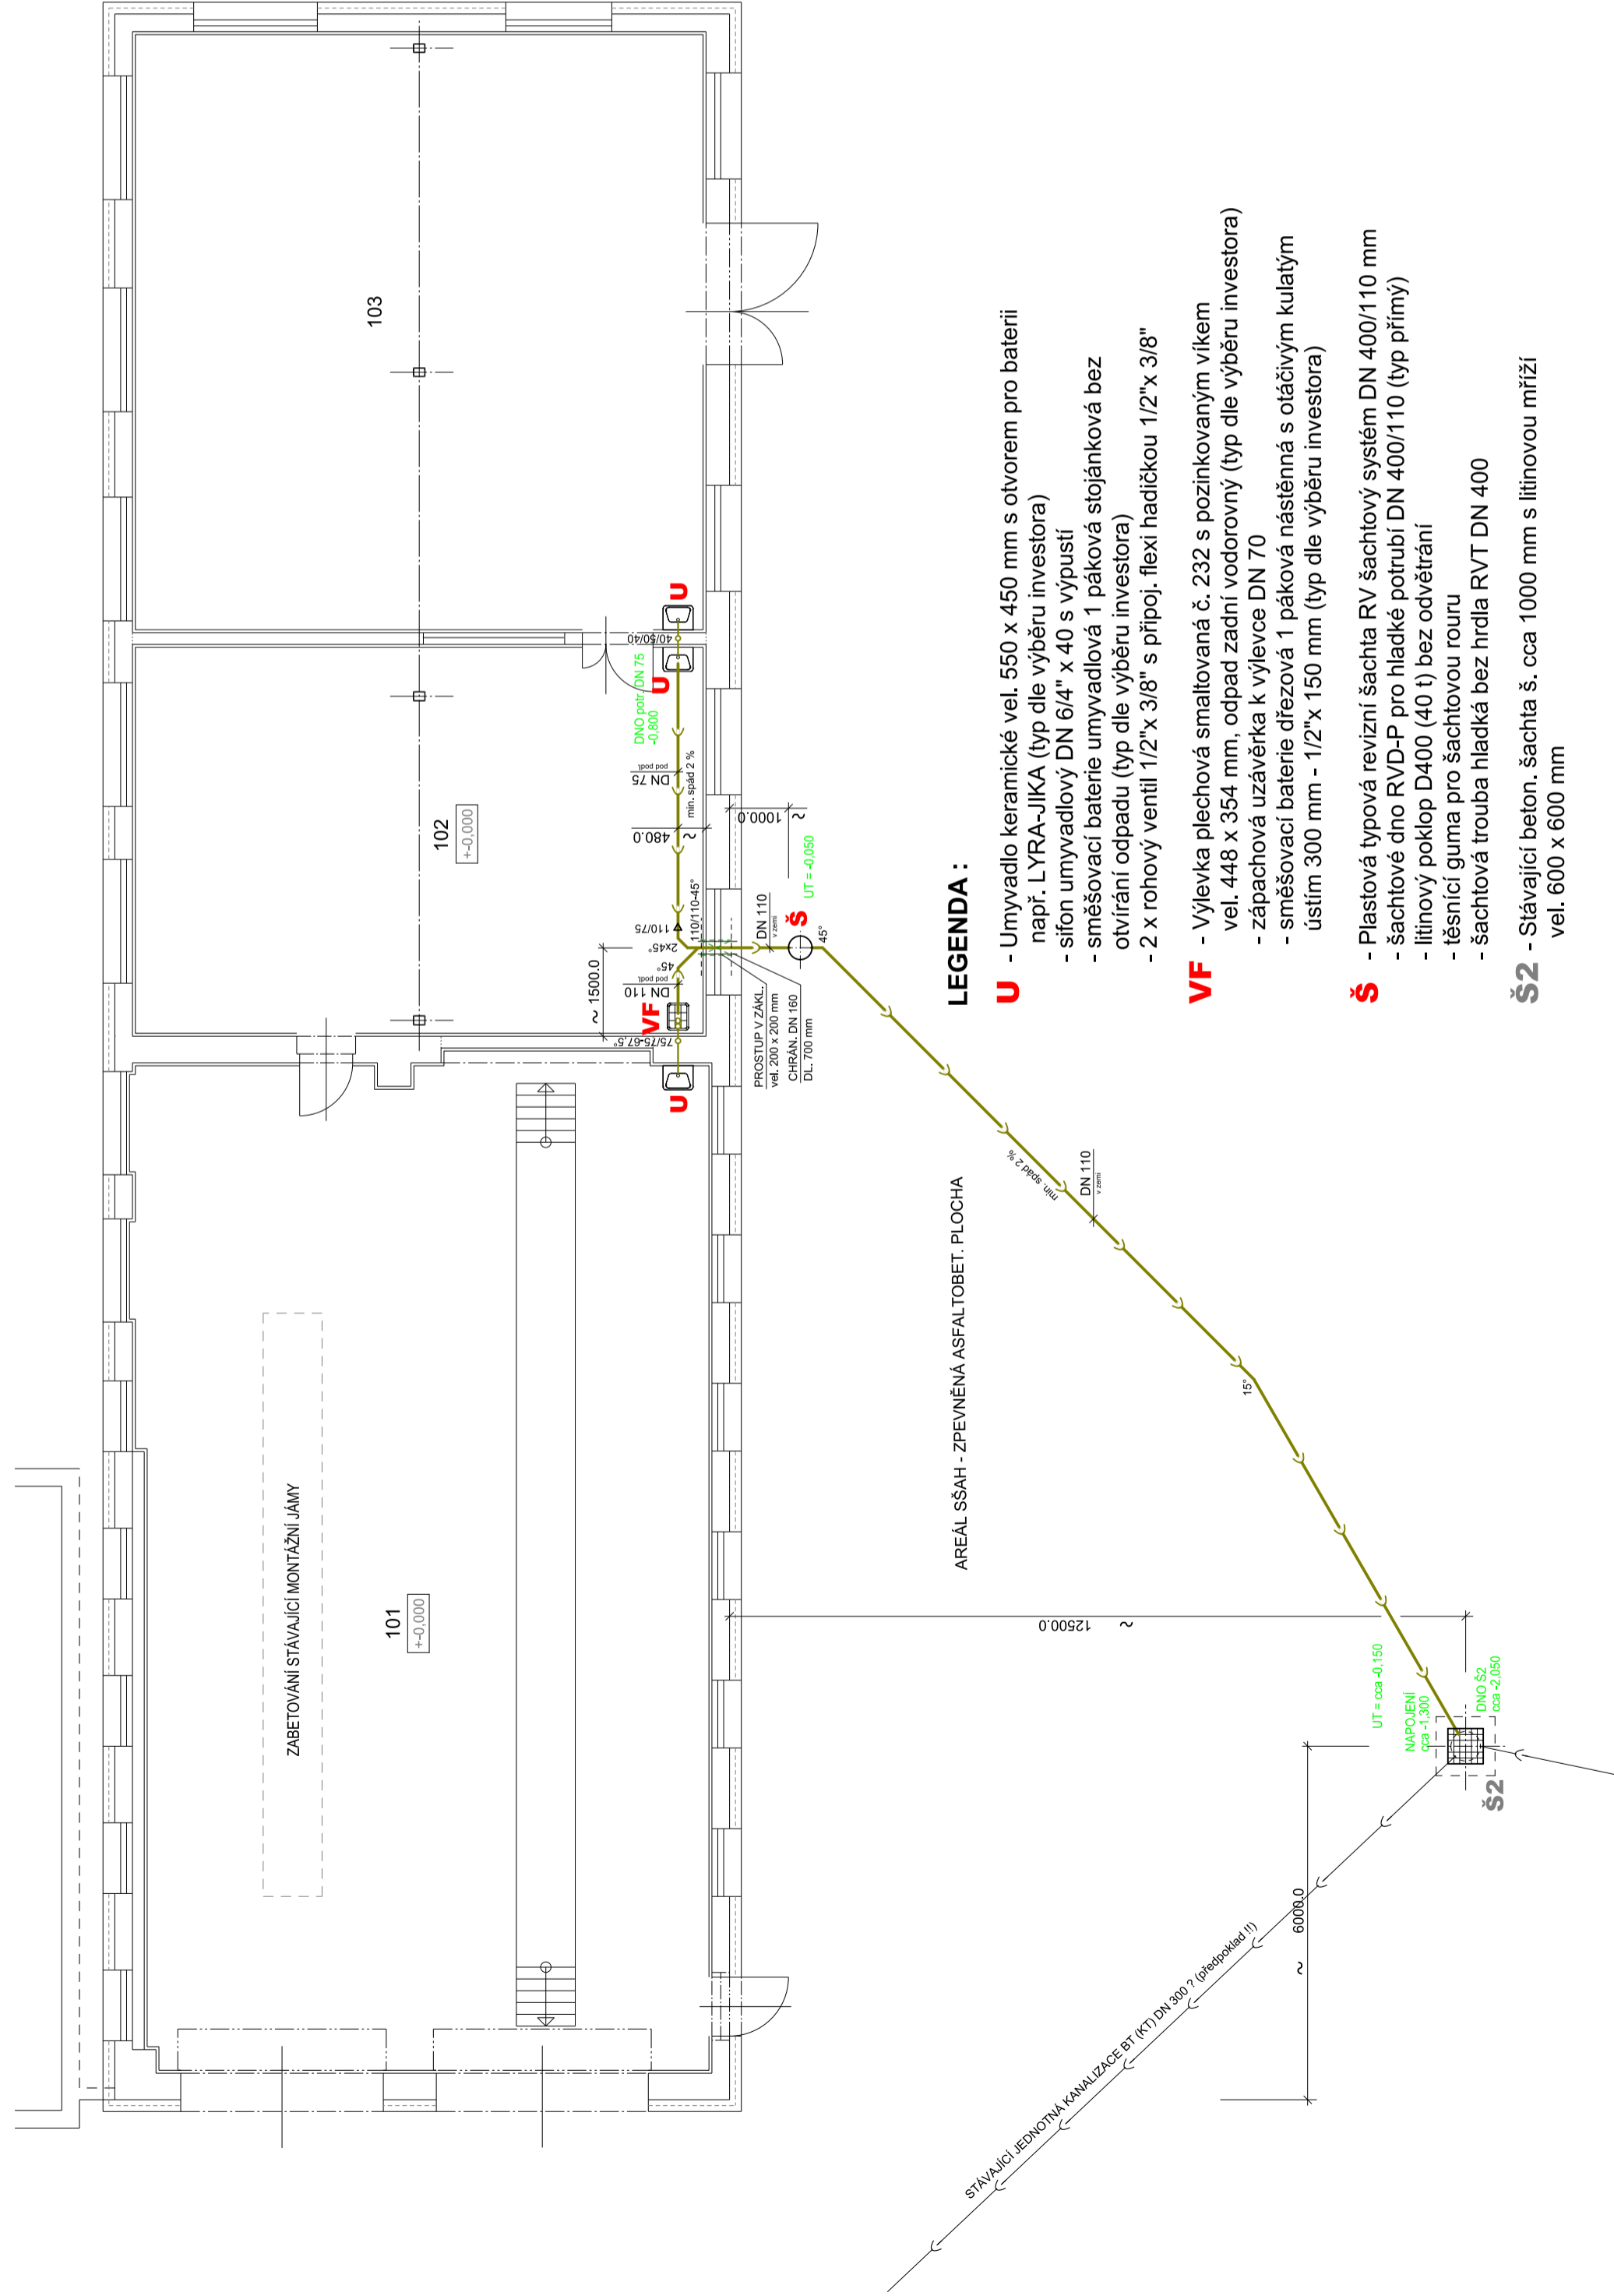 103
102
+-0,000
101
+-0,000
ZABETOVÁNÍ STÁVAJÍCÍ MONTÁŽNÍ JÁMY
U
40/50/40
U
DNO potr. DN 75
-0,800
DN 75
pod podl.
min. spád 2 %
480.0
~
1000.0
~
UT = -0,050
110/75
110/110-45°
2x45°
45°
DN 110
v zemi
Š
45°
~ 1500.0
DN 110
pod podl.
VF
75/75-67,5°
U
PROSTUP V ZÁKL.
vel. 200 x 200 mm
CHRÁN. DN 160
DL. 700 mm
min. spád 2 %
DN 110
v zemi
15°
AREÁL SŠAH - ZPEVNĚNÁ ASFALTOBET. PLOCHA
12500.0
~
UT = cca -0,150
NAPOJENÍ
cca -1,300
DNO Š2
cca -2,050
Š2
~ 6000.0
STÁVAJÍCÍ JEDNOTNÁ KANALIZACE BT (KT) DN 300 ? (předpoklad !!)
LEGENDA :
U - Umyvadlo keramické vel. 550 x 450 mm s otvorem pro baterii
např. LYRA-JIKA (typ dle výběru investora)
- sifon umyvadlový DN 6/4" x 40 s výpustí
- směšovací baterie umyvadlová 1 páková stojánková bez
otvírání odpadu (typ dle výběru investora)
- 2 x rohový ventil 1/2"x 3/8" s připoj. flexi hadičkou 1/2"x 3/8"
VF - Výlevka plechová smaltovaná č. 232 s pozinkovaným víkem
vel. 448 x 354 mm, odpad zadní vodorovný (typ dle výběru investora)
- zápachová uzávěrka k výlevce DN 70
- směšovací baterie dřezová 1 páková nástěnná s otáčivým kulatým
ústím 300 mm - 1/2"x 150 mm (typ dle výběru investora)
Š - Plastová typová revizní šachta RV šachtový systém DN 400/110 mm
- šachtové dno RVD-P pro hladké potrubí DN 400/110 (typ přímý)
- litinový poklop D400 (40 t) bez odvětrání
- těsnící guma pro šachtovou rouru
- šachtová trouba hladká bez hrdla RVT DN 400
Š2 - Stávající beton. šachta š. cca 1000 mm s litinovou mříží
vel. 600 x 600 mm